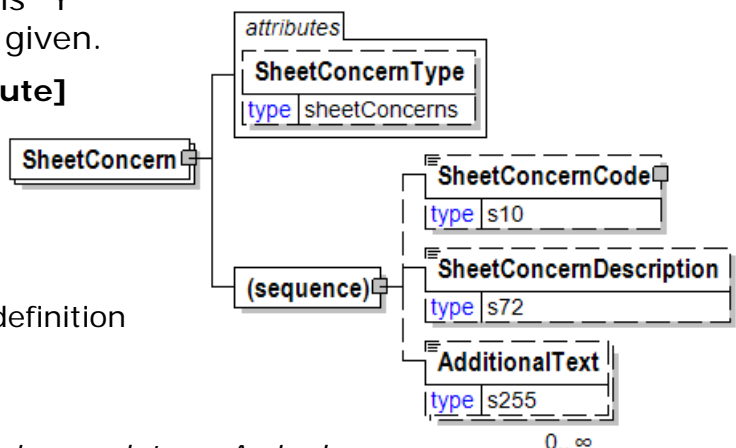 is "Y"
given.
ute]
attributes
SheetConcernType
type sheetConcerns
SheetConcern
SheetConcernCode
type s10
(sequence)
SheetConcernDescription
type s72
definition
AdditionalText
type s255
0..∞